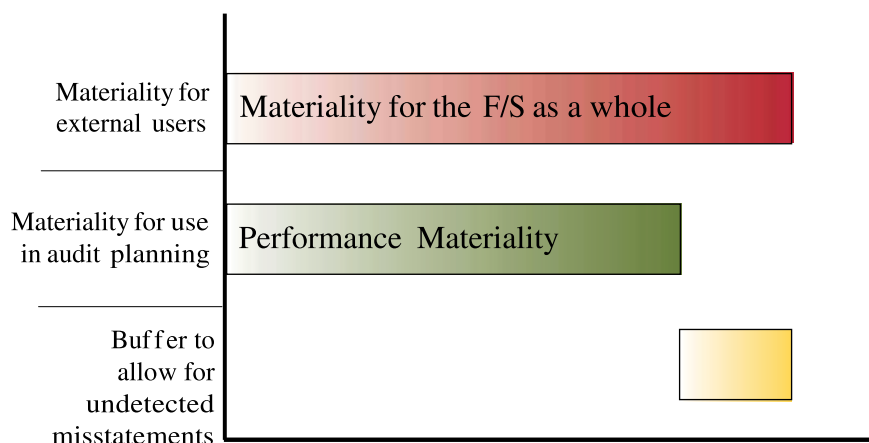 Materiality for
external users
Materiality for the F/S as a whole
Materiality for use
in audit planning
Performance Materiality
Buffer to
allow for
undetected
misstatements